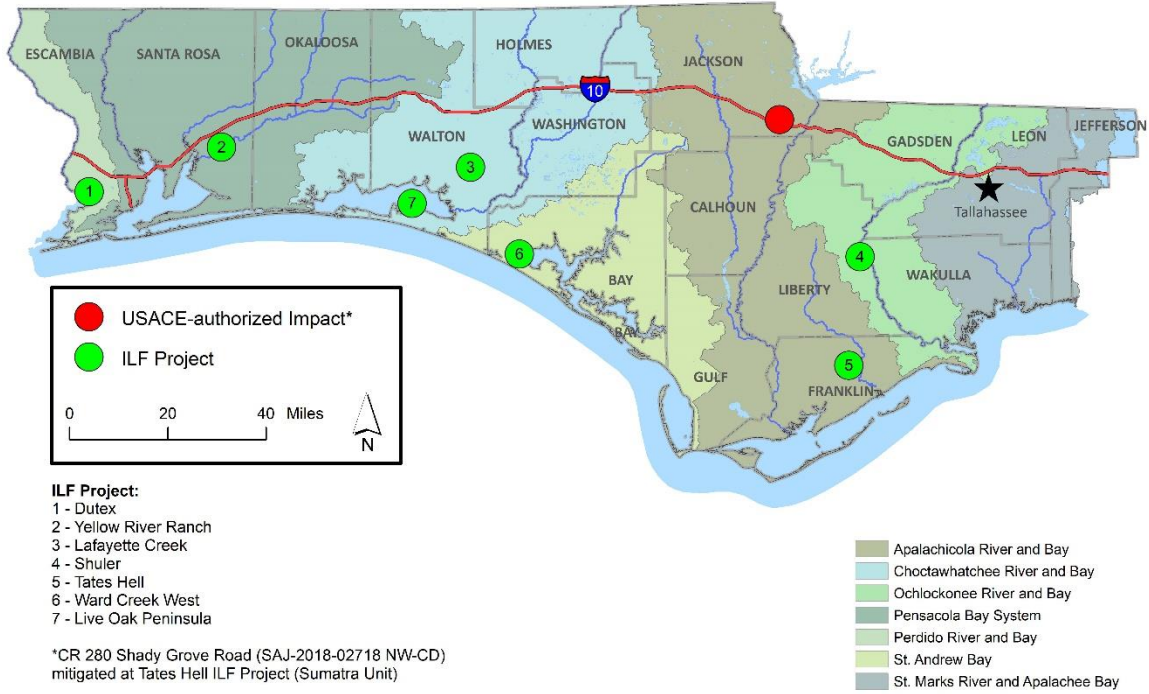 ESCAMBIA
SANTA ROSA
OKALOOSA
HOLMES
JACKSON
10
WALTON
WASHINGTON
GADSDEN
LEON
JEFFERSON
2
3
1
7
Tallahassee
CALHOUN
6
4
BAY
WAKULLA
LIBERTY
BAY
GULF
5
FRANKLIN
USACE-authorized Impact*
ILF Project
0 20 40 Miles
N
ILF Project:
1 - Dutex
2 - Yellow River Ranch
3 - Lafayette Creek
4 - Shuler
5 - Tates Hell
6 - Ward Creek West
7 - Live Oak Peninsula
*CR 280 Shady Grove Road (SAJ-2018-02718 NW-CD)
mitigated at Tates Hell ILF Project (Sumatra Unit)
Apalachicola River and Bay
Choctawhatchee River and Bay
Ochlockonee River and Bay
Pensacola Bay System
Perdido River and Bay
St. Andrew Bay
St. Marks River and Apalachee Bay